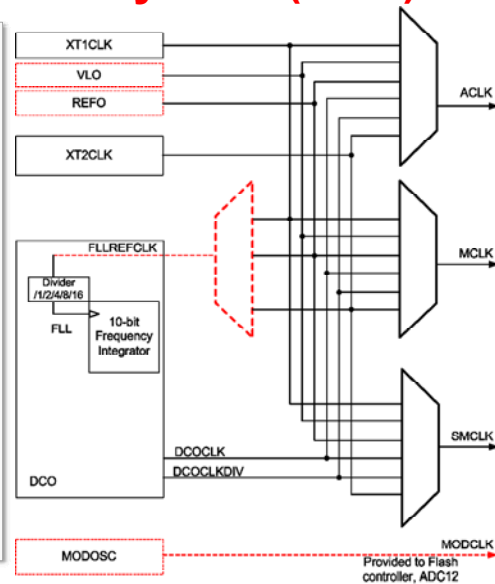 XT1CLK
VLO
REFO
XT2CLK
ACLK
FLLREFCLK
MCLK
Divider
/1/2/4/8/16
FLL
10-bit
Frequency
Integrator
DCOCLK
DCOCLKDIV
DCO
SMCLK
MODOSC
MODCLK
Provided to Flash
controller, ADC12